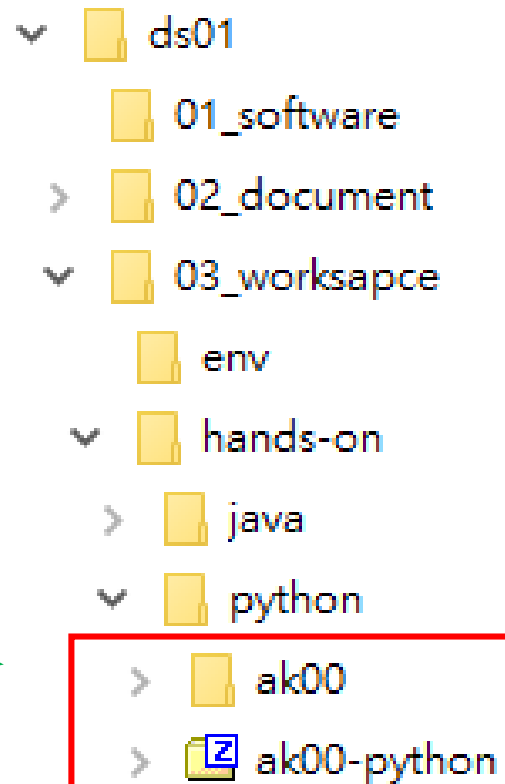 ds01
01_software
02_document
03_worksapce
env
hands-on
java
python
ak00
Z
ak00-python